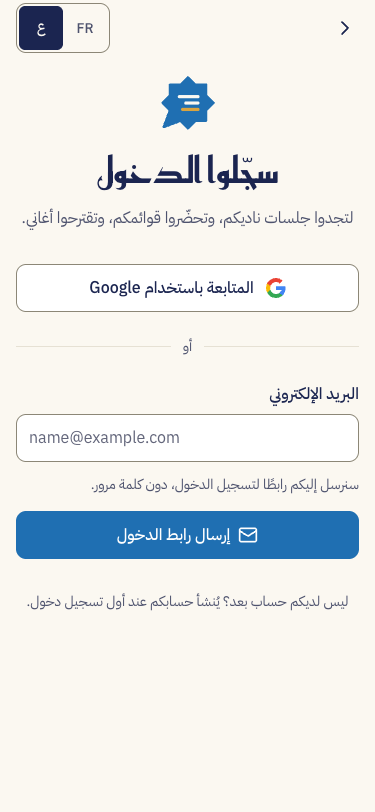 FR
ع
سجّلوا الدخول
لتجدوا جلسات ناديكم، وتحضّروا قوائمكم، وتقترحوا أغاني.
المتابعة باستخدام Google
أو
البريد الإلكتروني
name@example.com
سنرسل إليكم رابطًا لتسجيل الدخول، دون كلمة مرور.
إرسال رابط الدخول
ليس لديكم حساب بعد؟ يُنشأ حسابكم عند أول تسجيل دخول.